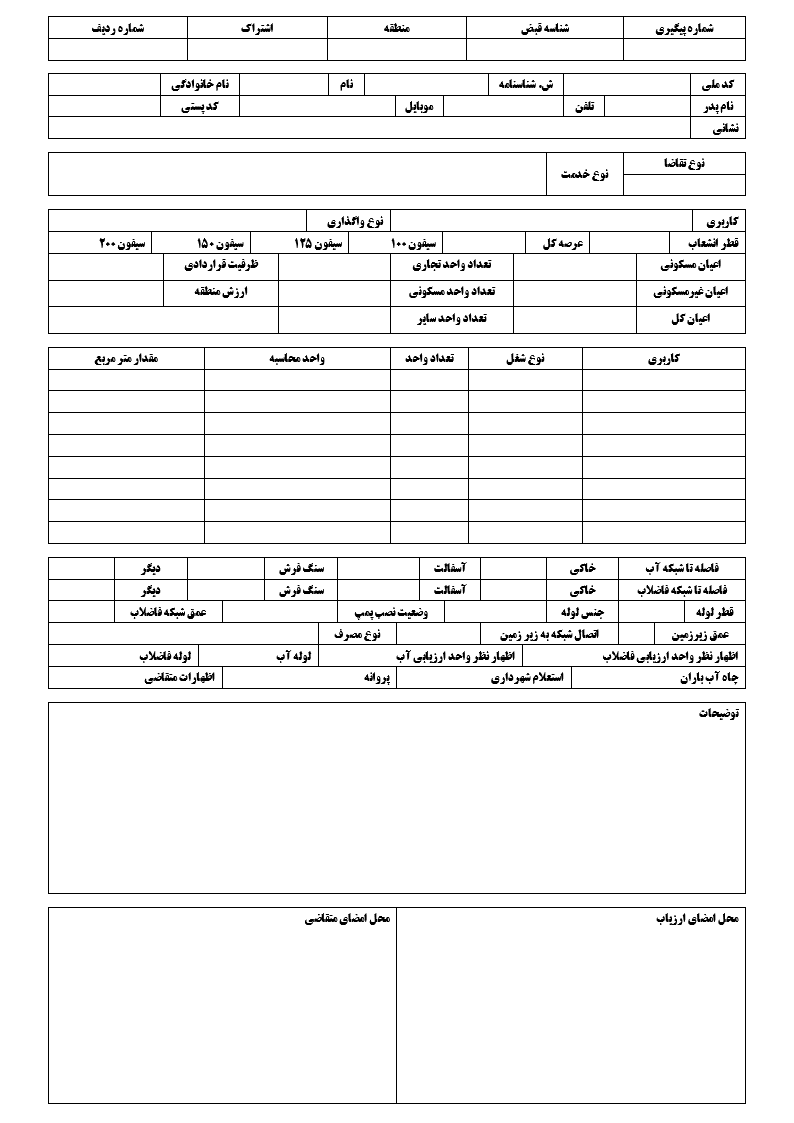 شماره پیگیری شناسه قبض منطقه اشتراک شماره ردیف
کد ملی ش. شناسنامه نام نام خانوادگی
نام پدر تلفن موبایل کد پستی
نشانی
نوع تقاضا نوع خدمت
کاربری نوع واگذاری
قطر انشعاب عرصه کل سیفون ۱۰۰ سیفون ۱۲۵ سیفون ۱۵۰ سیفون ۲۰۰
اعیان مسکونی تعداد واحد تجاری ظرفیت قراردادی
اعیان غیرمسکونی تعداد واحد مسکونی ارزش منطقه
اعیان کل تعداد واحد سایر
کاربری نوع شغل تعداد واحد واحد محاسبه مقدار متر مربع
فاصله تا شبکه آب خاکی آسفالت سنگ فرش دیگر
فاصله تا شبکه فاضلاب خاکی آسفالت سنگ فرش دیگر
قطر لوله جنس لوله وضعیت نصب پمپ عمق شبکه فاضلاب
عمق زیرزمین اتصال شبکه به زیر زمین نوع مصرف
اظهار نظر واحد ارزیابی فاضلاب اظهار نظر واحد ارزیابی آب لوله آب لوله فاضلاب
چاه آب باران استعلام شهرداری پروانه اظهارات متقاضی
توضیحات
محل امضای ارزیاب محل امضای متقاضی